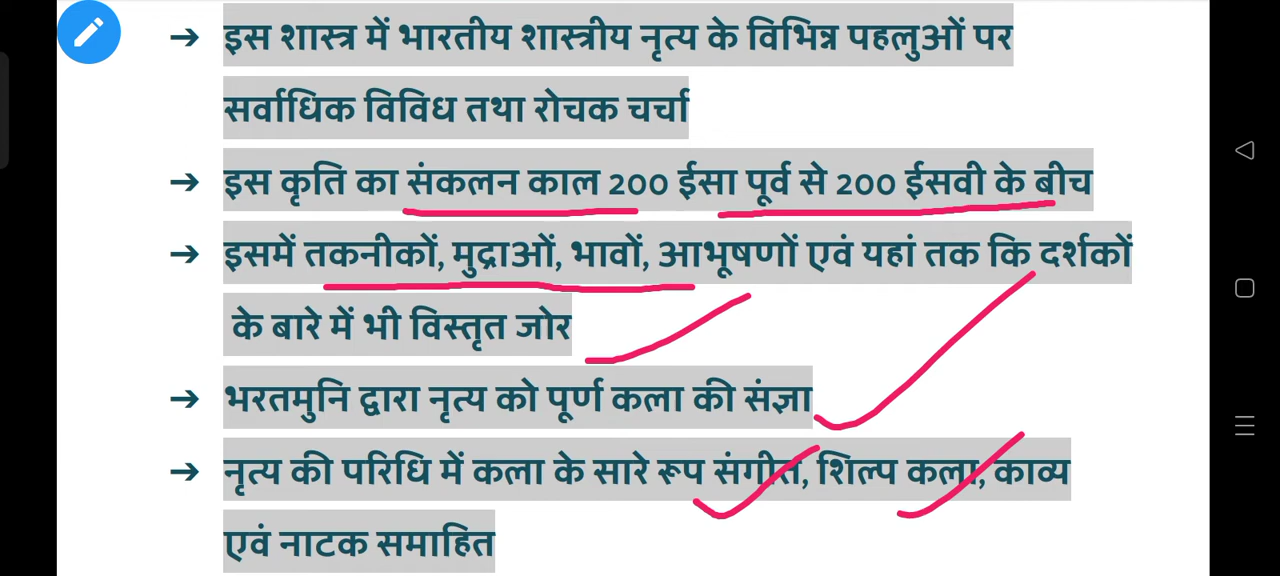 → इस शास्त्र में भारतीय शास्त्रीय नृत्य के विभिन्न पहलुओं पर
सर्वाधिक विविध तथा रोचक चर्चा
→ इस कृति का संकलन काल 200 ईसा पूर्व से 200 ईसवी के बीच
→ इसमें तकनीकों, मुद्राओं, भावों, आभूषणों एवं यहां तक कि दर्शकों
के बारे में भी विस्तृत जोर
→ भरतमुनि द्वारा नृत्य को पूर्ण कला की संज्ञा
→ नृत्य की परिधि में कला के सारे रूप संगीत, शिल्प कला, काव्य
एवं नाटक समाहित